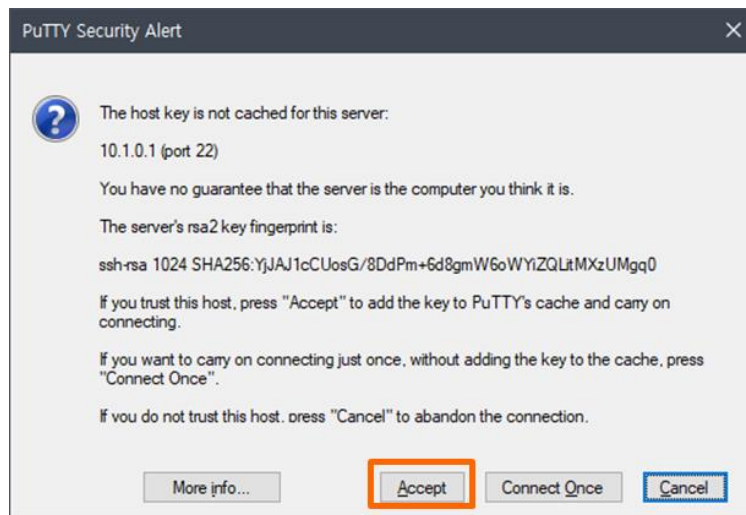 PuTTY Security Alert
The host key is not cached for this server:
10.1.0.1 (port 22)
You have no guarantee that the server is the computer you think it is.
The server's rsa2 key fingerprint is:
ssh-rsa 1024 SHA256:YjJAJ1cCUosG/8DdPm+6d8gmW6oWYiZQLitMXzUMgq0
If you trust this host, press "Accept" to add the key to PuTTY's cache and carry on
connecting.
If you want to carry on connecting just once, without adding the key to the cache, press
"Connect Once".
If you do not trust this host, press "Cancel" to abandon the connection.
More info...
Accept
Connect Once
Cancel